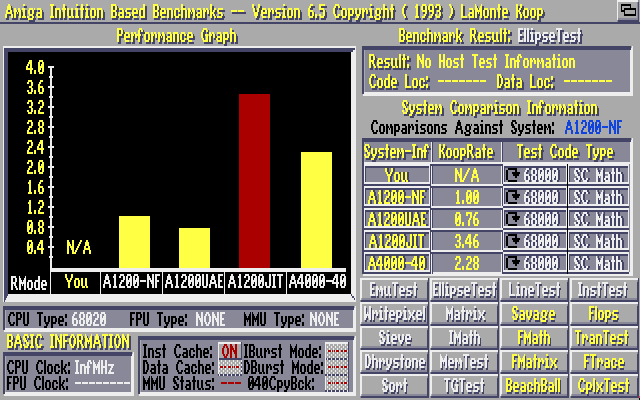 Amiga Intuition Based Benchmarks -- Version 6.5 Copyright ( 1993 ) LaMonte Koop
Performance Graph
4.0
3.6
3.2
2.8
2.4
2.0
1.6
1.2
0.8
0.4
N/A
RMode You A1200-NF A1200UAE A1200JIT A4000-40
CPU Type: 68020 FPU Type: NONE MMU Type: NONE
BASIC INFORMATION
CPU Clock: InfMHz
FPU Clock: --------
Inst Cache: ON IBurst Mode: ---
Data Cache: --- DBurst Mode: ---
MMU Status: --- 040CpyBck: ---
Benchmark Result: EllipseTest
Result: No Host Test Information
Code Loc: ------- Data Loc: -------
System Comparison Information
Comparisons Against System: A1200-NF
System-Inf KoopRate Test Code Type
You N/A 68000 SC Math
A1200-NF 1.00 68000 SC Math
A1200UAE 0.76 68000 SC Math
A1200JIT 3.46 68000 SC Math
A4000-40 2.28 68000 SC Math
EmuTest EllipseTest LineTest InstTest
Writepixel Matrix Savage Flops
Sieve IMath FMath TranTest
Dhrystone MemTest FMatrix FTrace
Sort TGTest BeachBall CplxTest